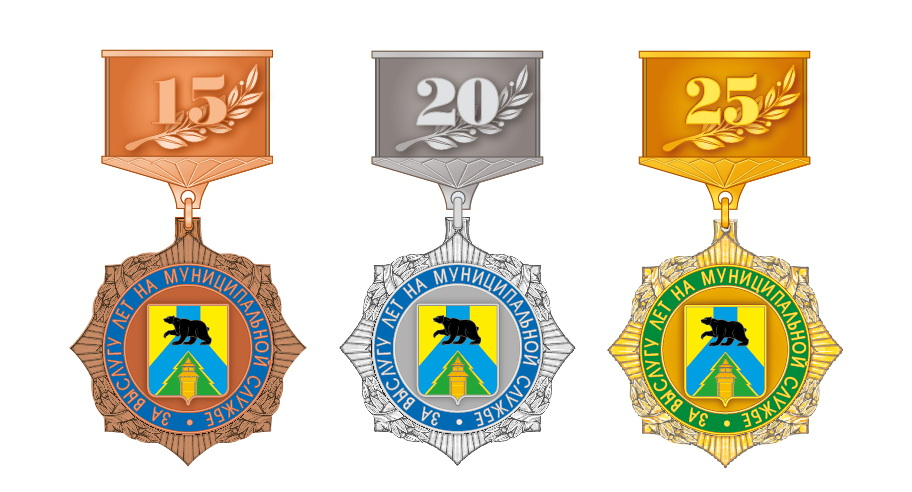 15
ЗА ВЫСЛУГУ ЛЕТ НА МУНИЦИПАЛЬНОЙ СЛУЖБЕ •
20
ЗА ВЫСЛУГУ ЛЕТ НА МУНИЦИПАЛЬНОЙ СЛУЖБЕ •
25
ЗА ВЫСЛУГУ ЛЕТ НА МУНИЦИПАЛЬНОЙ СЛУЖБЕ •